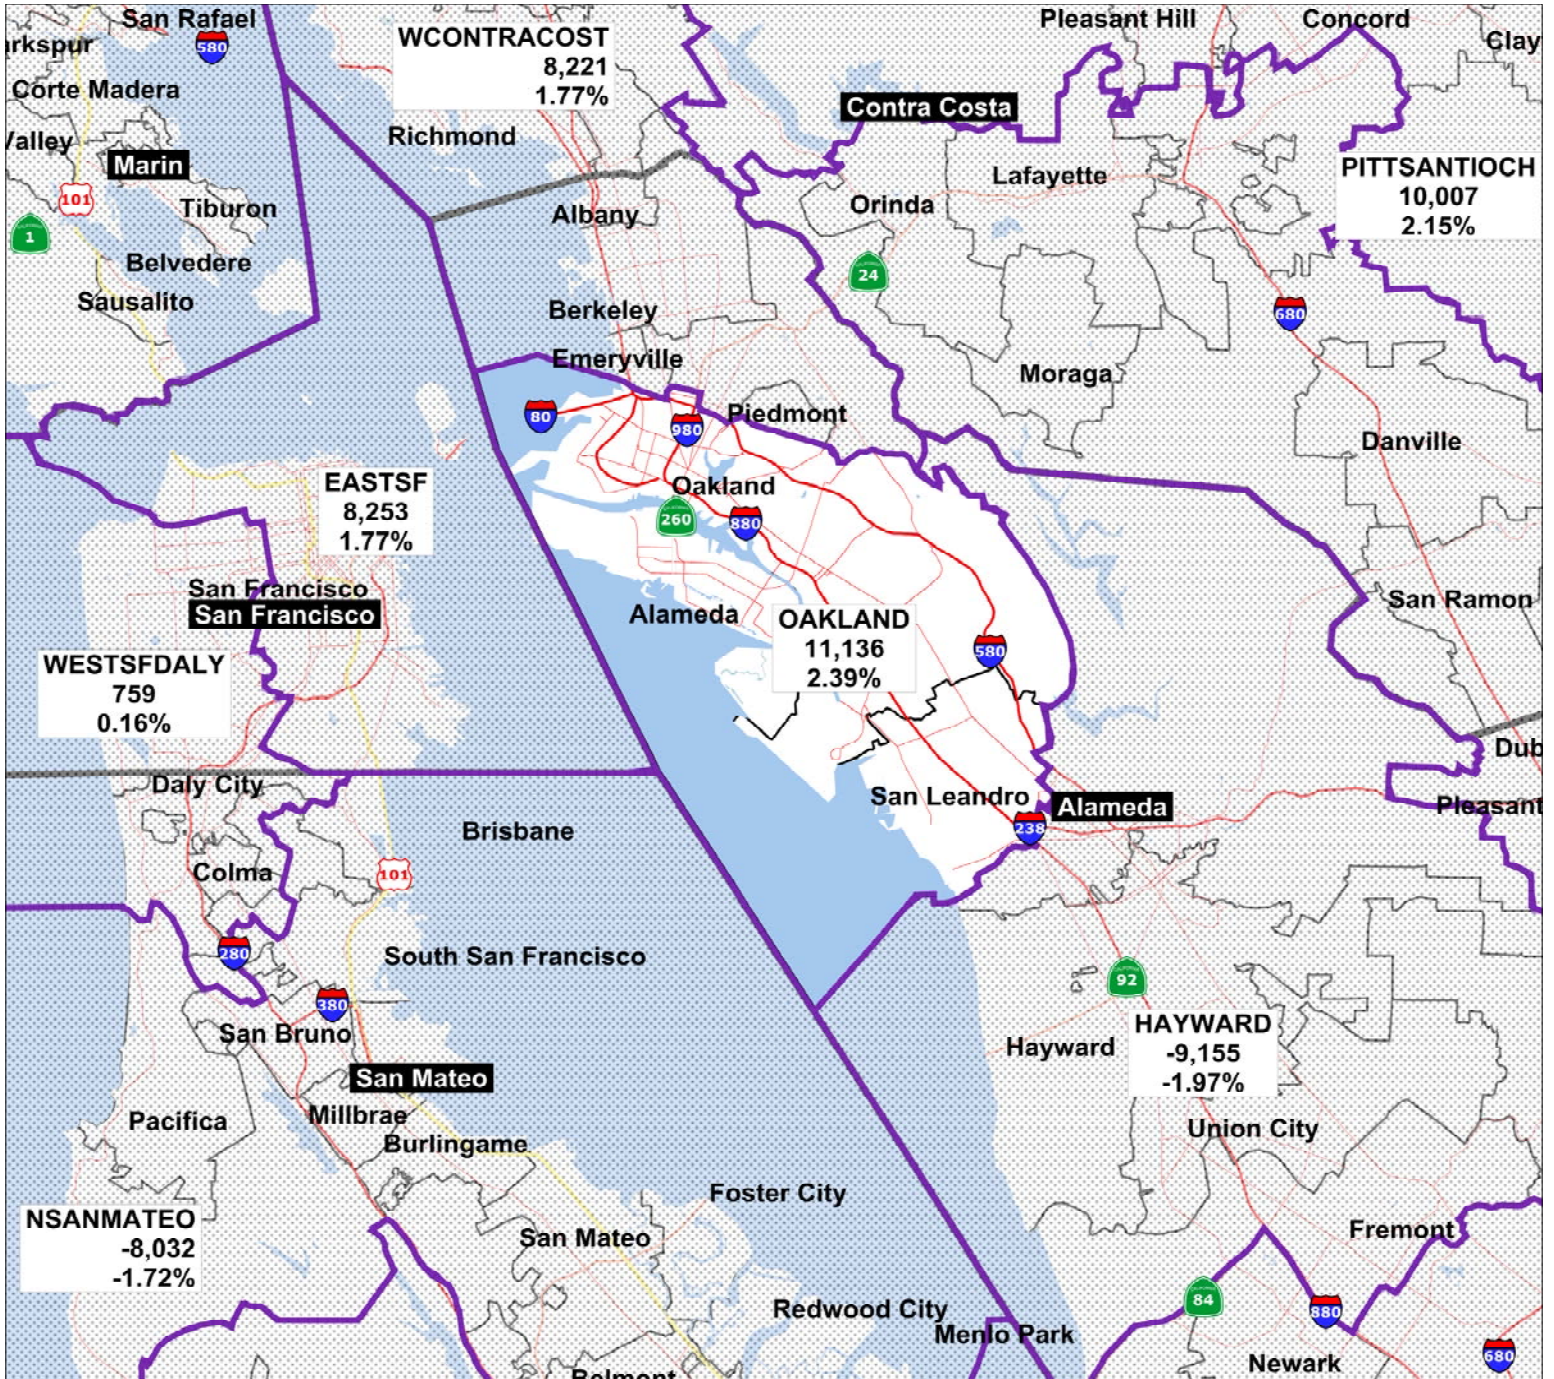 San Rafael
580
WCONTRACOST
8,221
1.77%
Pleasant Hill
Concord
Clay
arkspur
Corte Madera
Contra Costa
Richmond
Valley
Marin
Lafayette
PITTSANTIOCH
10,007
2.15%
101
Tiburon
Albany
Orinda
1
Belvedere
24
Sausalito
Berkeley
680
Emeryville
Moraga
80
980
Piedmont
Danville
EASTSF
8,253
1.77%
Oakland
260
880
San Francisco
San Francisco
Alameda
OAKLAND
11,136
2.39%
580
San Ramon
WESTSFDALY
759
0.16%
Dub
Daly City
San Leandro
Alameda
Pleasant
Brisbane
238
Colma
101
280
South San Francisco
92
380
San Bruno
HAYWARD
-9,155
-1.97%
Hayward
San Mateo
Pacifica
Millbrae
Burlingame
Union City
Foster City
NSANMATEO
-8,032
-1.72%
San Mateo
Fremont
84
Redwood City
880
Menlo Park
680
Newark
Belmont